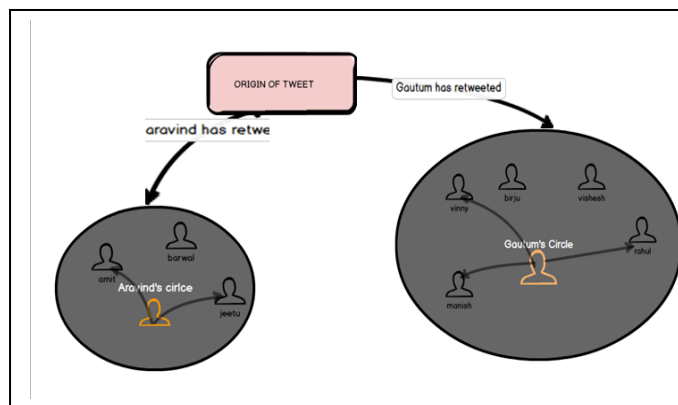 ORIGIN OF TWEET
Gautum has retweeted
aravind has retwe
vinny
birju
vishesh
Gautum's Circle
rahul
manish
barwal
amit
Aravind's cirlce
jeetu